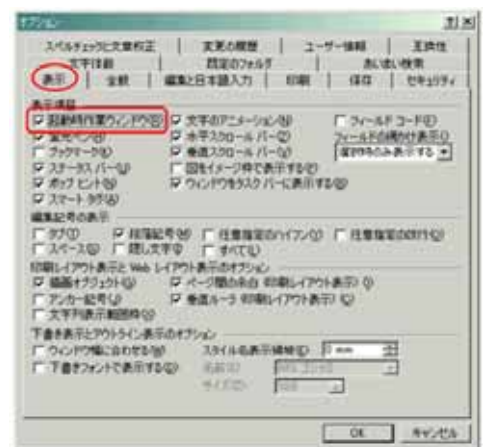 オプション
スペルチェックと文章校正 変更の履歴 ユーザー情報 互換性
文字体裁 既定のフォルダ あいまい検索
表示 全般 編集と日本語入力 印刷 保存 セキュリティ
表示項目
起動時作業ウィンドウ(R) 文字のアニメーション(N) フィールド コード(F)
蛍光ペン(H) 水平スクロール バー(Z) フィールドの網かけ表示(I)
ブックマーク(K) 垂直スクロール バー(V) 選択時のみ表示する
ステータス バー(U) 図をイメージ枠で表示する(P)
ポップ ヒント(N) ウィンドウをタスク バーに表示する(W)
スマート タグ(A)
編集記号の表示
タブ(T) 段落記号(M) 任意指定のハイフン(Y) 任意指定の改行(Q)
スペース(S) 隠し文字(I) すべて(L)
印刷レイアウト表示と Web レイアウト表示のオプション
描画オブジェクト(G) ページ間の余白 (印刷レイアウト表示)
アンカー記号(J) 垂直ルーラ (印刷レイアウト表示) (C)
文字列表示範囲枠(X)
下書き表示とアウトライン表示のオプション
ウィンドウ幅に合わせる(W) スタイル名表示領域(E) 0 mm
下書きフォントで表示する(D) 名前(U)
サイズ(Z)
OK キャンセル